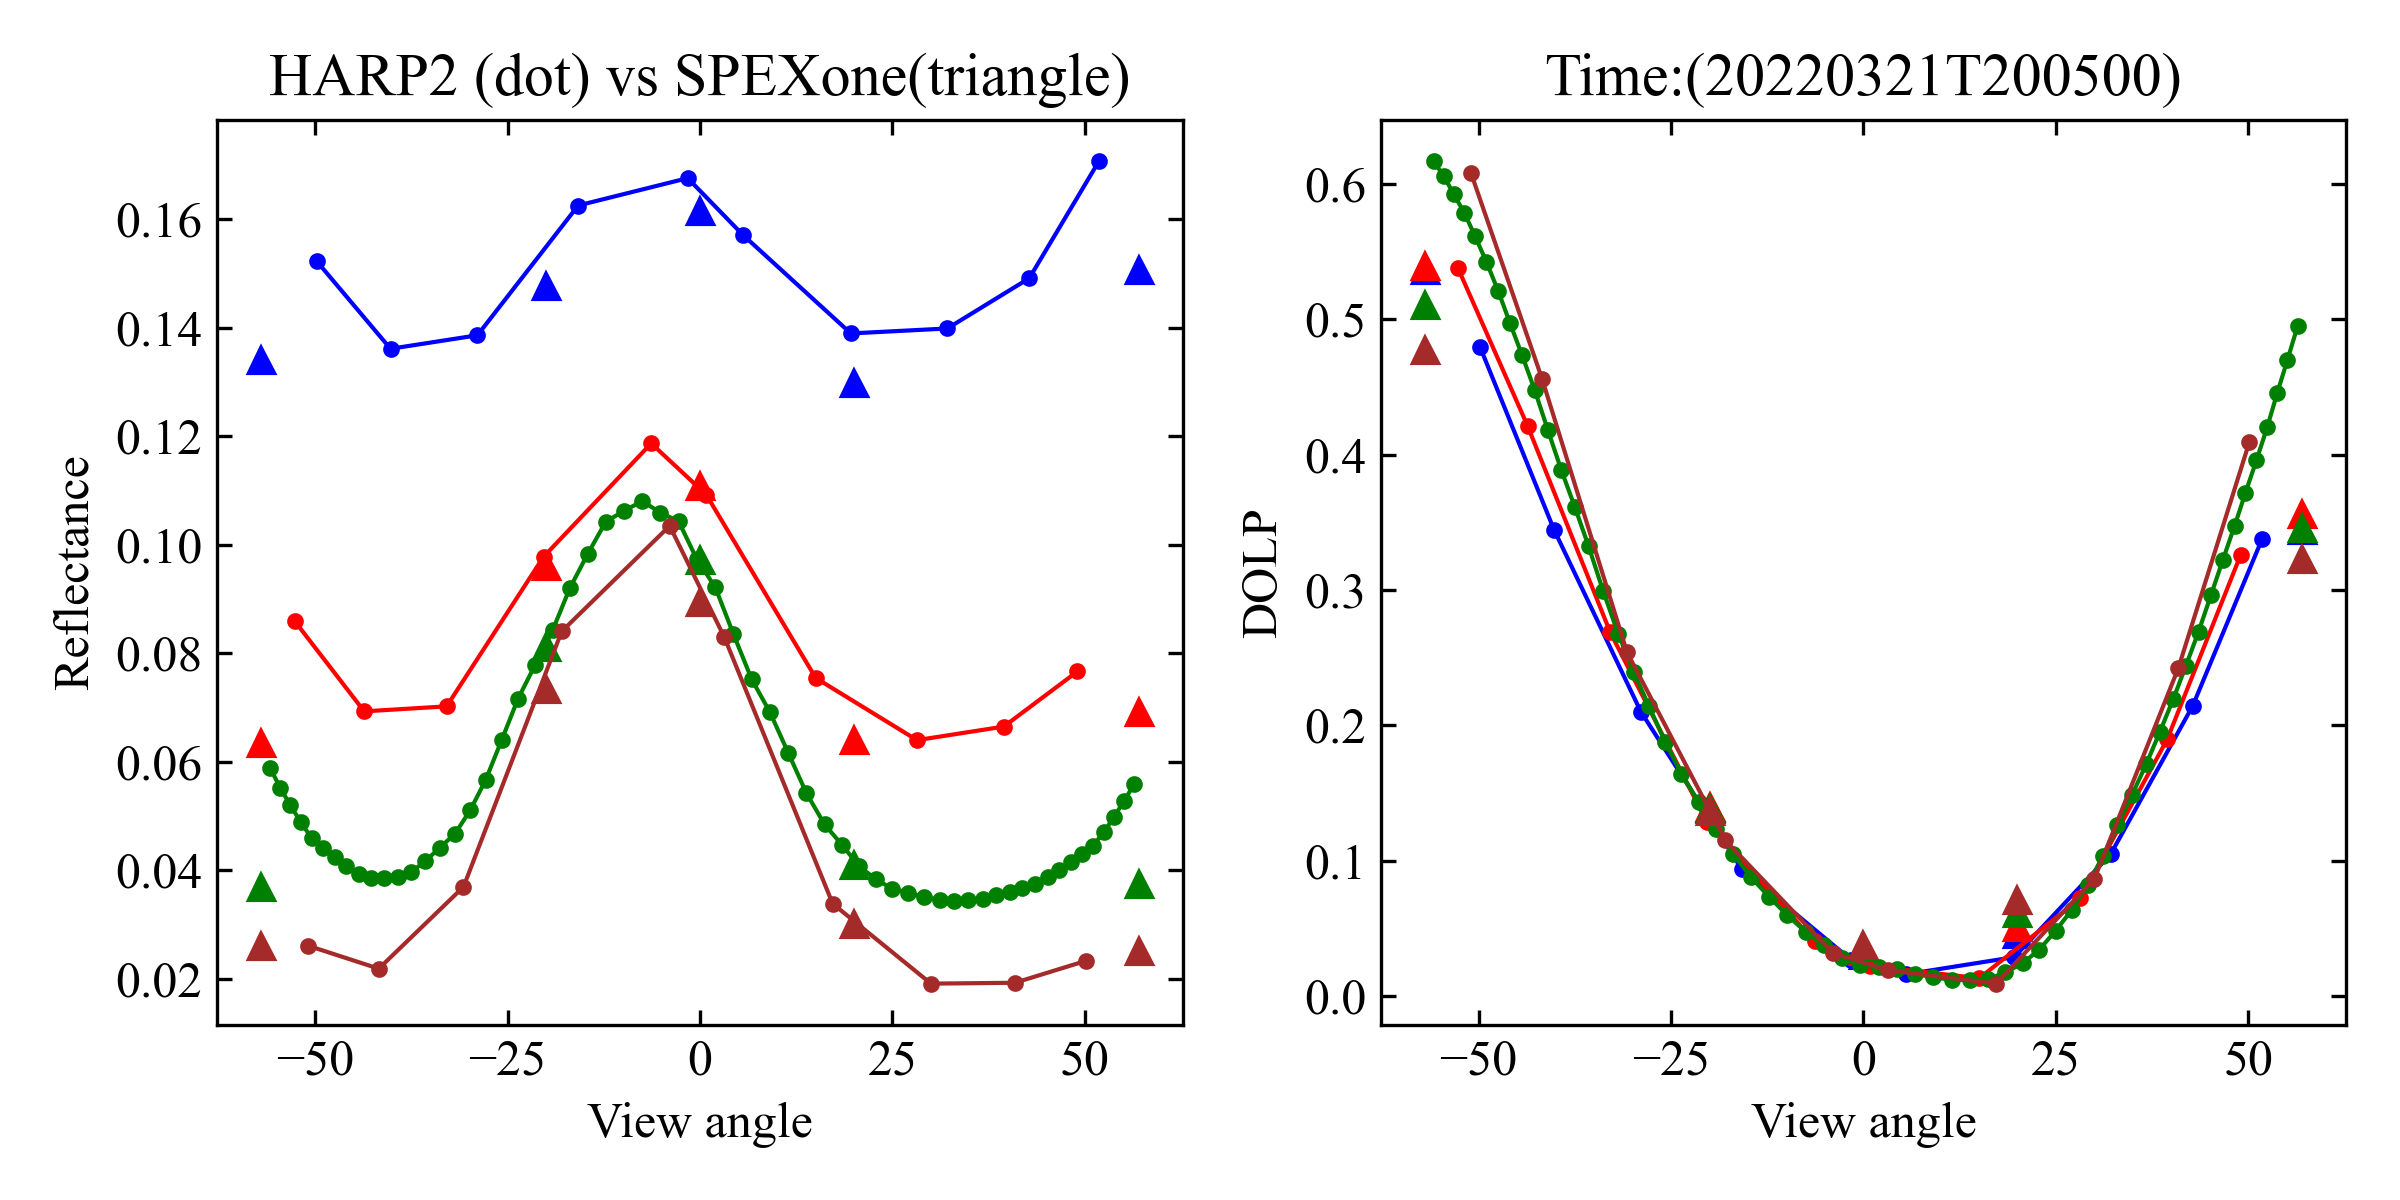 HARP2 (dot) vs SPEXone(triangle)
Reflectance
0.16
0.14
0.12
0.10
0.08
0.06
0.04
0.02
−50 −25 0 25 50
View angle
Time:(20220321T200500)
DOLP
0.6
0.5
0.4
0.3
0.2
0.1
0.0
−50 −25 0 25 50
View angle